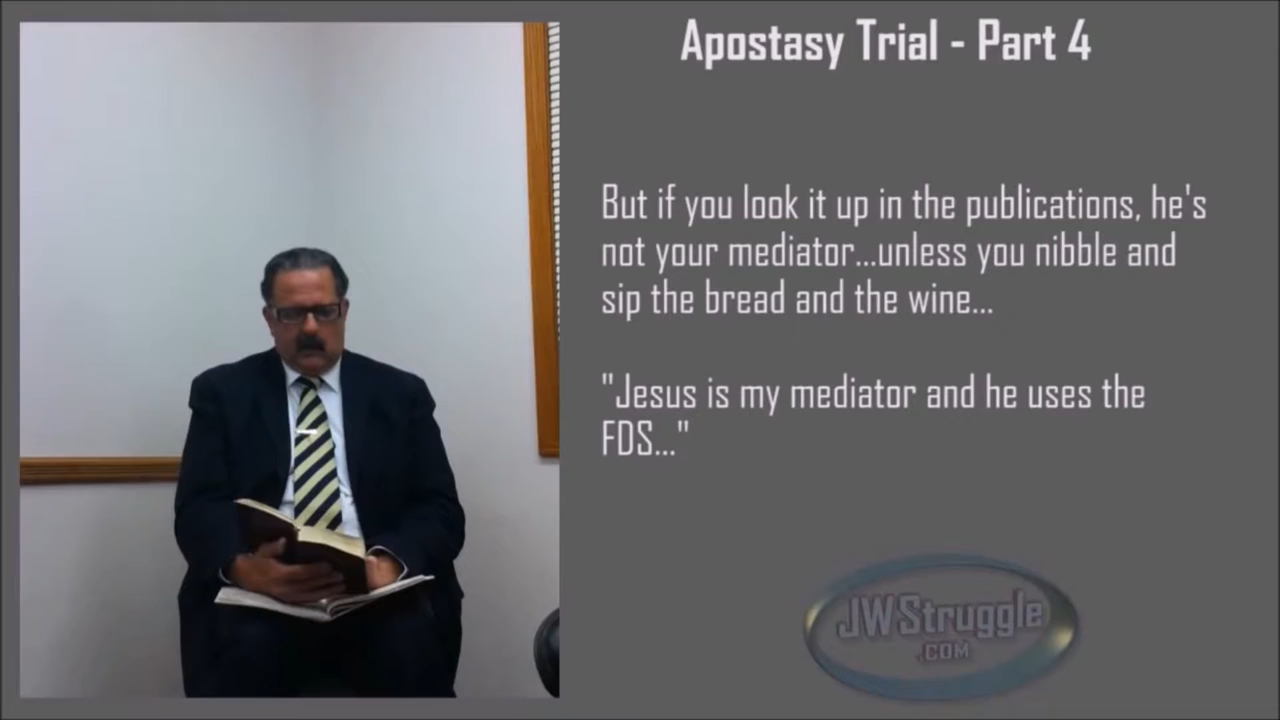 Apostasy Trial - Part 4
But if you look it up in the publications, he's
not your mediator...unless you nibble and
sip the bread and the wine...
"Jesus is my mediator and he uses the
FDS..."
JWStruggle
.COM